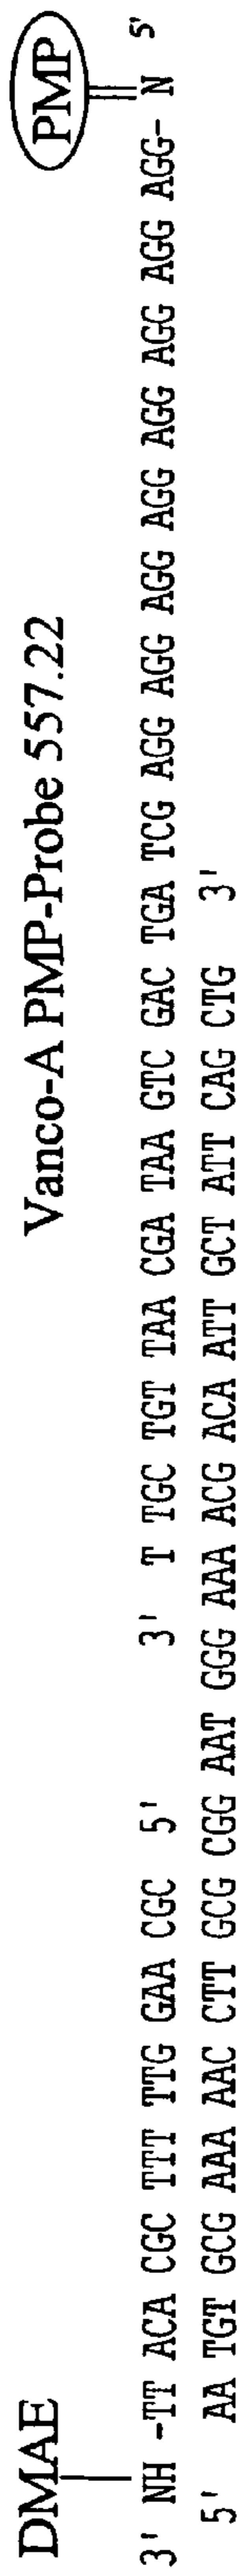 Vanco-A PMP-Probe 557.22
DMAE
PMP
3' NH -TT ACA CGC TTT TTG GAA CGC 5' 3' T TGC TGT TAA CGA TAA GTC GAC TGA TCG AGG AGG AGG AGG AGG AGG AGG- N 5'
5' AA TGT GCG AAA AAC CTT GCG CGG AAT GGG AAA ACG ACA ATT GCT ATT CAG CTG 3'